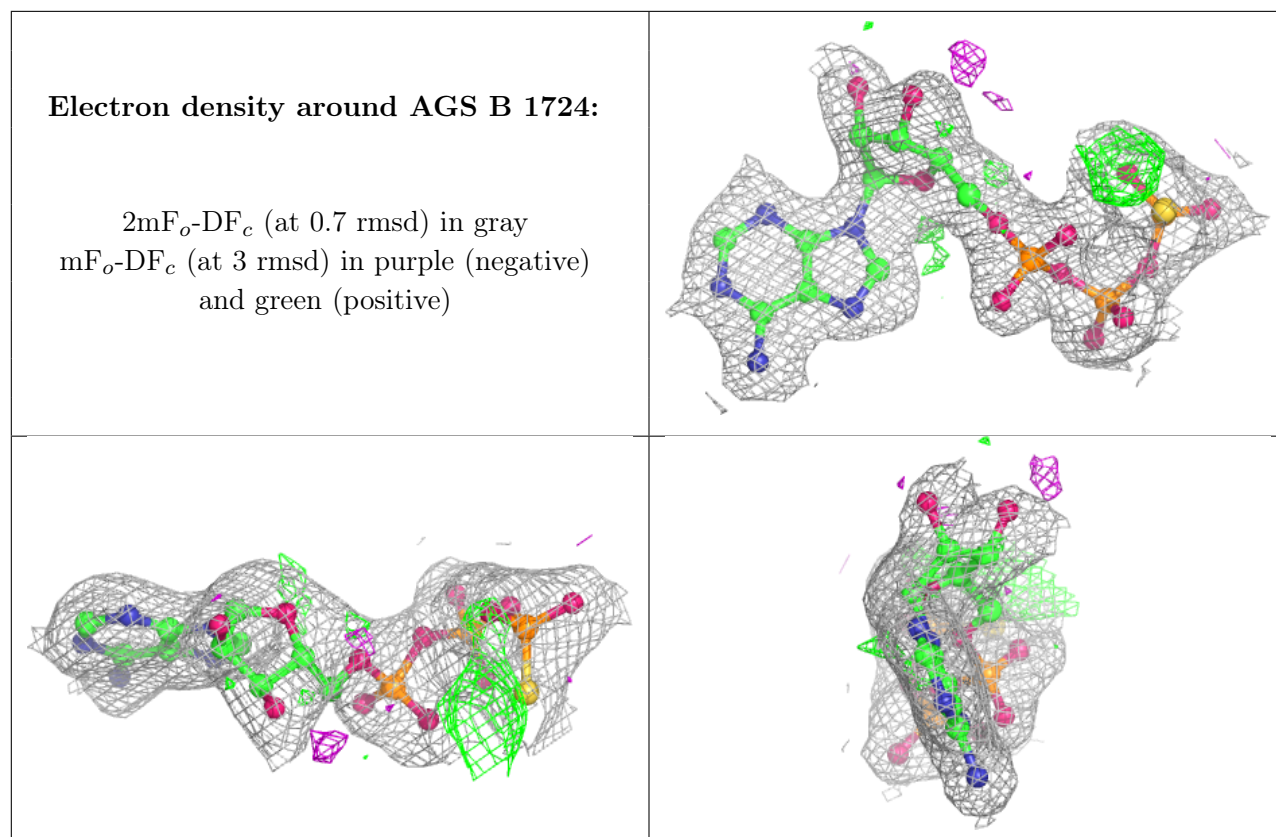 Electron density around AGS B 1724:
2mFₒ-DF𝒸 (at 0.7 rmsd) in gray
mFₒ-DF𝒸 (at 3 rmsd) in purple (negative)
and green (positive)